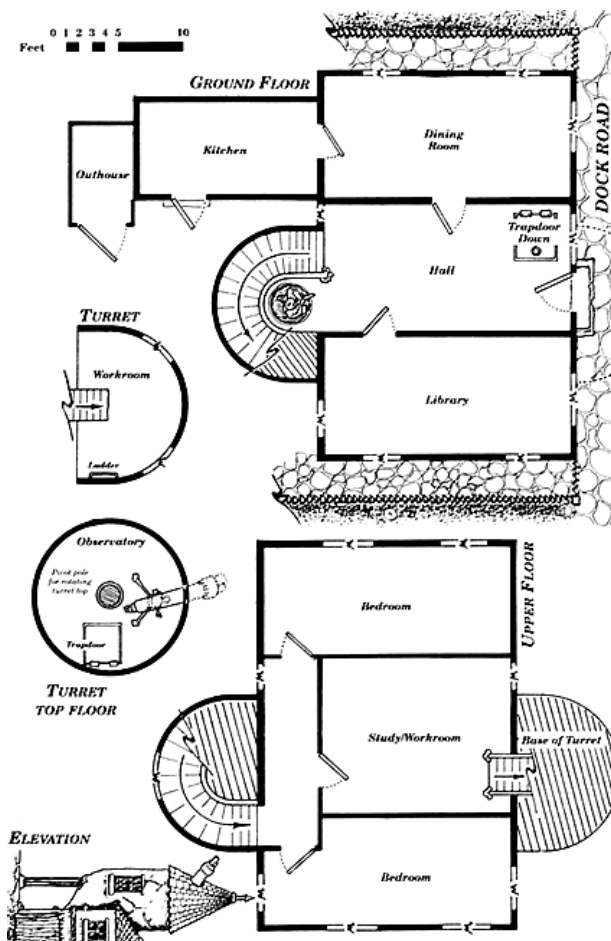 0 1 2 3 4 5 10
Feet
GROUND FLOOR
Outhouse
Kitchen
Dining
Room
DOCK ROAD
Trapdoor
Down
Hall
TURRET
Workroom
Ladder
Library
Observatory
Pivot pole
for rotating
turret top
Trapdoor
TURRET
TOP FLOOR
Bedroom
UPPER FLOOR
Study/Workroom
Base of Turret
ELEVATION
Bedroom